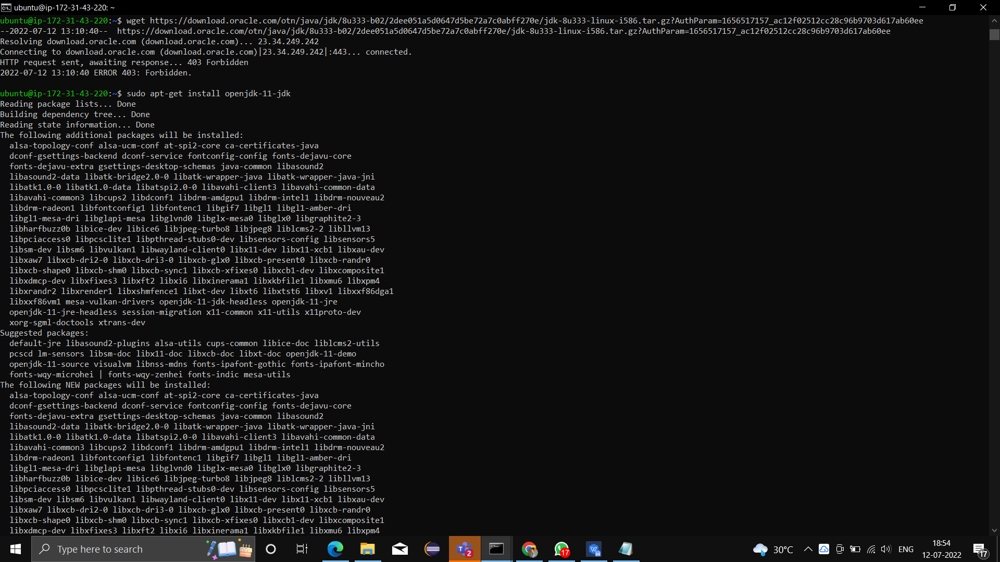 ubuntu@ip-172-31-43-220: ~
ubuntu@ip-172-31-43-220:~$ wget https://download.oracle.com/otn/java/jdk/8u333-b02/2dee051a5d0647d5be72a7c0abff270e/jdk-8u333-linux-i586.tar.gz?AuthParam=1656517157_ac12f02512cc28c96b9703d617ab60ee
--2022-07-12 13:10:40--  https://download.oracle.com/otn/java/jdk/8u333-b02/2dee051a5d0647d5be72a7c0abff270e/jdk-8u333-linux-i586.tar.gz?AuthParam=1656517157_ac12f02512cc28c96b9703d617ab60ee
Resolving download.oracle.com (download.oracle.com)... 23.34.249.242
Connecting to download.oracle.com (download.oracle.com)|23.34.249.242|:443... connected.
HTTP request sent, awaiting response... 403 Forbidden
2022-07-12 13:10:40 ERROR 403: Forbidden.
ubuntu@ip-172-31-43-220:~$ sudo apt-get install openjdk-11-jdk
Reading package lists... Done
Building dependency tree... Done
Reading state information... Done
The following additional packages will be installed:
  alsa-topology-conf alsa-ucm-conf at-spi2-core ca-certificates-java
  dconf-gsettings-backend dconf-service fontconfig-config fonts-dejavu-core
  fonts-dejavu-extra gsettings-desktop-schemas java-common libasound2
  libasound2-data libatk-bridge2.0-0 libatk-wrapper-java libatk-wrapper-java-jni
  libatk1.0-0 libatk1.0-data libatspi2.0-0 libavahi-client3 libavahi-common-data
  libavahi-common3 libcups2 libdconf1 libdrm-amdgpu1 libdrm-intel1 libdrm-nouveau2
  libdrm-radeon1 libfontconfig1 libfontenc1 libgif7 libgl1 libgl1-amber-dri
  libgl1-mesa-dri libglapi-mesa libglvnd0 libglx-mesa0 libglx0 libgraphite2-3
  libharfbuzz0b libice-dev libice6 libjpeg-turbo8 libjpeg8 liblcms2-2 libllvm13
  libpciaccess0 libpcsclite1 libpthread-stubs0-dev libsensors-config libsensors5
  libsm-dev libsm6 libvulkan1 libwayland-client0 libx11-dev libx11-xcb1 libxau-dev
  libxaw7 libxcb-dri2-0 libxcb-dri3-0 libxcb-glx0 libxcb-present0 libxcb-randr0
  libxcb-shape0 libxcb-shm0 libxcb-sync1 libxcb-xfixes0 libxcb1-dev libxcomposite1
  libxdmcp-dev libxfixes3 libxft2 libxi6 libxinerama1 libxkbfile1 libxmu6 libxpm4
  libxrandr2 libxrender1 libxshmfence1 libxt-dev libxt6 libxtst6 libxv1 libxxf86dga1
  libxxf86vm1 mesa-vulkan-drivers openjdk-11-jdk-headless openjdk-11-jre
  openjdk-11-jre-headless session-migration x11-common x11-utils x11proto-dev
  xorg-sgml-doctools xtrans-dev
Suggested packages:
  default-jre libasound2-plugins alsa-utils cups-common libice-doc liblcms2-utils
  pcscd lm-sensors libsm-doc libx11-doc libxcb-doc libxt-doc openjdk-11-demo
  openjdk-11-source visualvm libnss-mdns fonts-ipafont-gothic fonts-ipafont-mincho
  fonts-wqy-microhei | fonts-wqy-zenhei fonts-indic mesa-utils
The following NEW packages will be installed:
  alsa-topology-conf alsa-ucm-conf at-spi2-core ca-certificates-java
  dconf-gsettings-backend dconf-service fontconfig-config fonts-dejavu-core
  fonts-dejavu-extra gsettings-desktop-schemas java-common libasound2
  libasound2-data libatk-bridge2.0-0 libatk-wrapper-java libatk-wrapper-java-jni
  libatk1.0-0 libatk1.0-data libatspi2.0-0 libavahi-client3 libavahi-common-data
  libavahi-common3 libcups2 libdconf1 libdrm-amdgpu1 libdrm-intel1 libdrm-nouveau2
  libdrm-radeon1 libfontconfig1 libfontenc1 libgif7 libgl1 libgl1-amber-dri
  libgl1-mesa-dri libglapi-mesa libglvnd0 libglx-mesa0 libglx0 libgraphite2-3
  libharfbuzz0b libice-dev libice6 libjpeg-turbo8 libjpeg8 liblcms2-2 libllvm13
  libpciaccess0 libpcsclite1 libpthread-stubs0-dev libsensors-config libsensors5
  libsm-dev libsm6 libvulkan1 libwayland-client0 libx11-dev libx11-xcb1 libxau-dev
  libxaw7 libxcb-dri2-0 libxcb-dri3-0 libxcb-glx0 libxcb-present0 libxcb-randr0
  libxcb-shape0 libxcb-shm0 libxcb-sync1 libxcb-xfixes0 libxcb1-dev libxcomposite1
  libxdmcp-dev libxfixes3 libxft2 libxi6 libxinerama1 libxkbfile1 libxmu6 libxpm4
Type here to search
2
17
30°C
ENG
18:54
12-07-2022
17